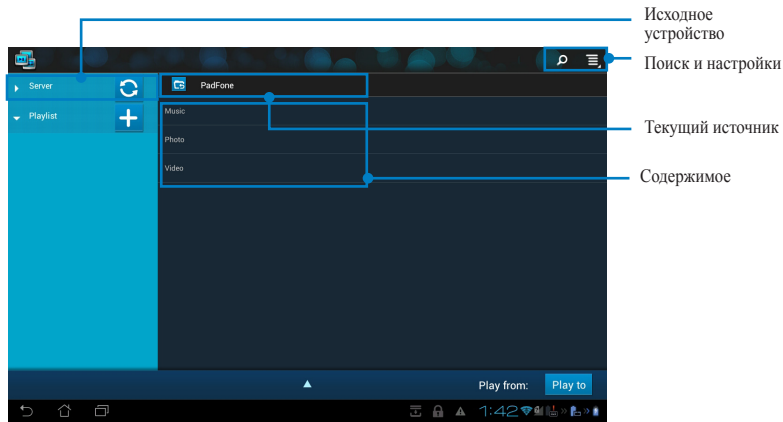 Исходное
устройство
Поиск и настройки
Server
PadFone
Playlist
Music
Текущий источник
Photo
Video
Содержимое
Play from:
Play to
1:42